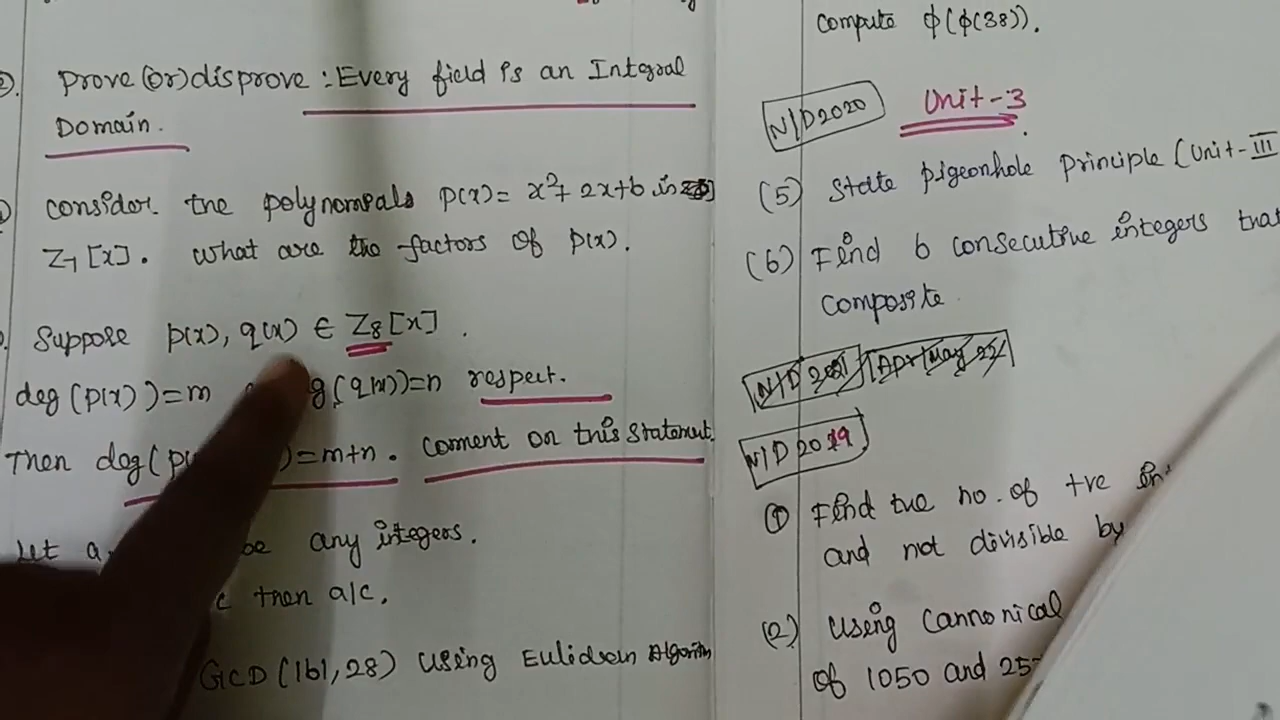 Prove (or) disprove : Every field is an Integral
Domain.
Consider the polynomials p(x) = x² + 2x + 6 in
Z7 [x]. What are the factors of p(x).
Suppose p(x), q(x) ∈ Z8 [x] .
deg (p(x)) = m g (q(x)) = n respect.
Then deg ( ) = m+n . Coment on this Statement.
Let a be any integers.
then a/c.
GCD (161, 28) using Eulidean Algorithm
compute φ(φ(38)).
N/D 2020 Unit - 3
(5) State pigeonhole principle (Unit - III
(6) Find 6 consecutive integers that
composite.
N/D 2021 Apr/May 22
N/D 2019
(1) Find the no. of +ve
and not divisible by
(2) Using Cannonical
of 1050 and